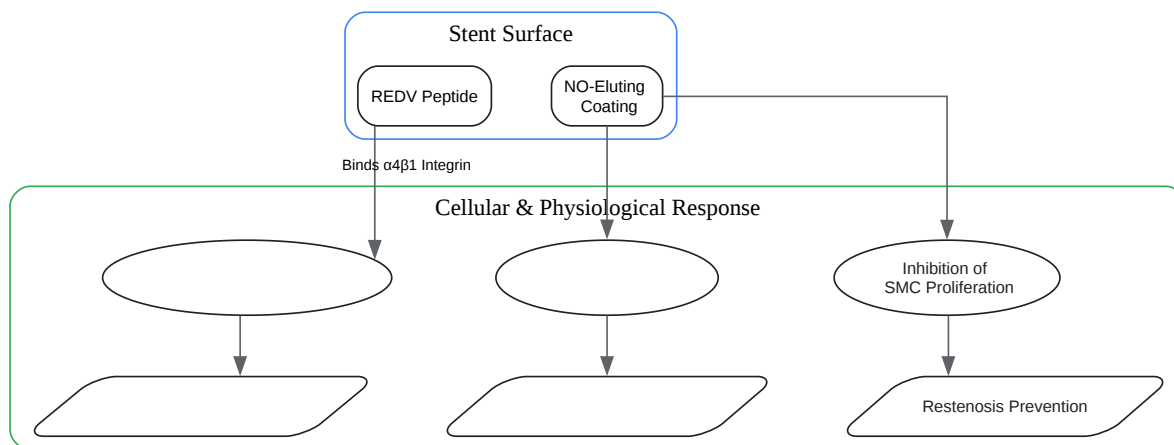 Stent Surface
REDV Peptide
NO-Eluting
Coating
Binds α4β1 Integrin
Cellular & Physiological Response
Inhibition of
SMC Proliferation
Restenosis Prevention